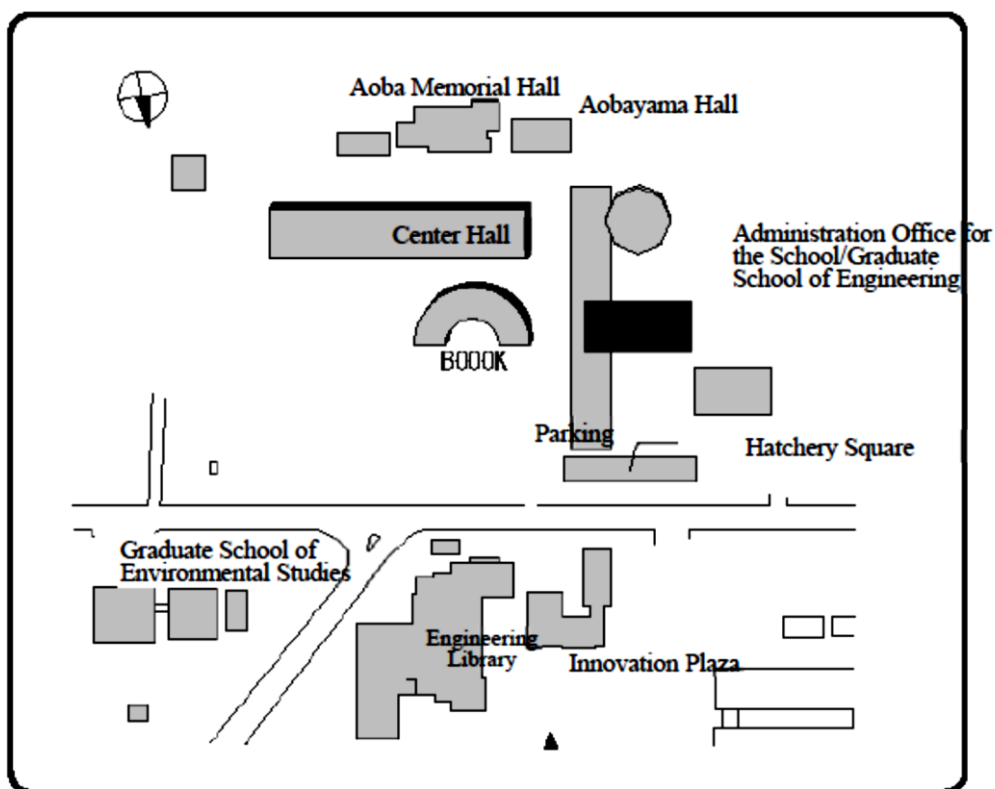 Aoba Memorial Hall
Aobayama Hall
Center Hall
Administration Office for
the School/Graduate
School of Engineering
BOOOK
Parking
Hatchery Square
Graduate School of
Environmental Studies
Engineering
Library
Innovation Plaza